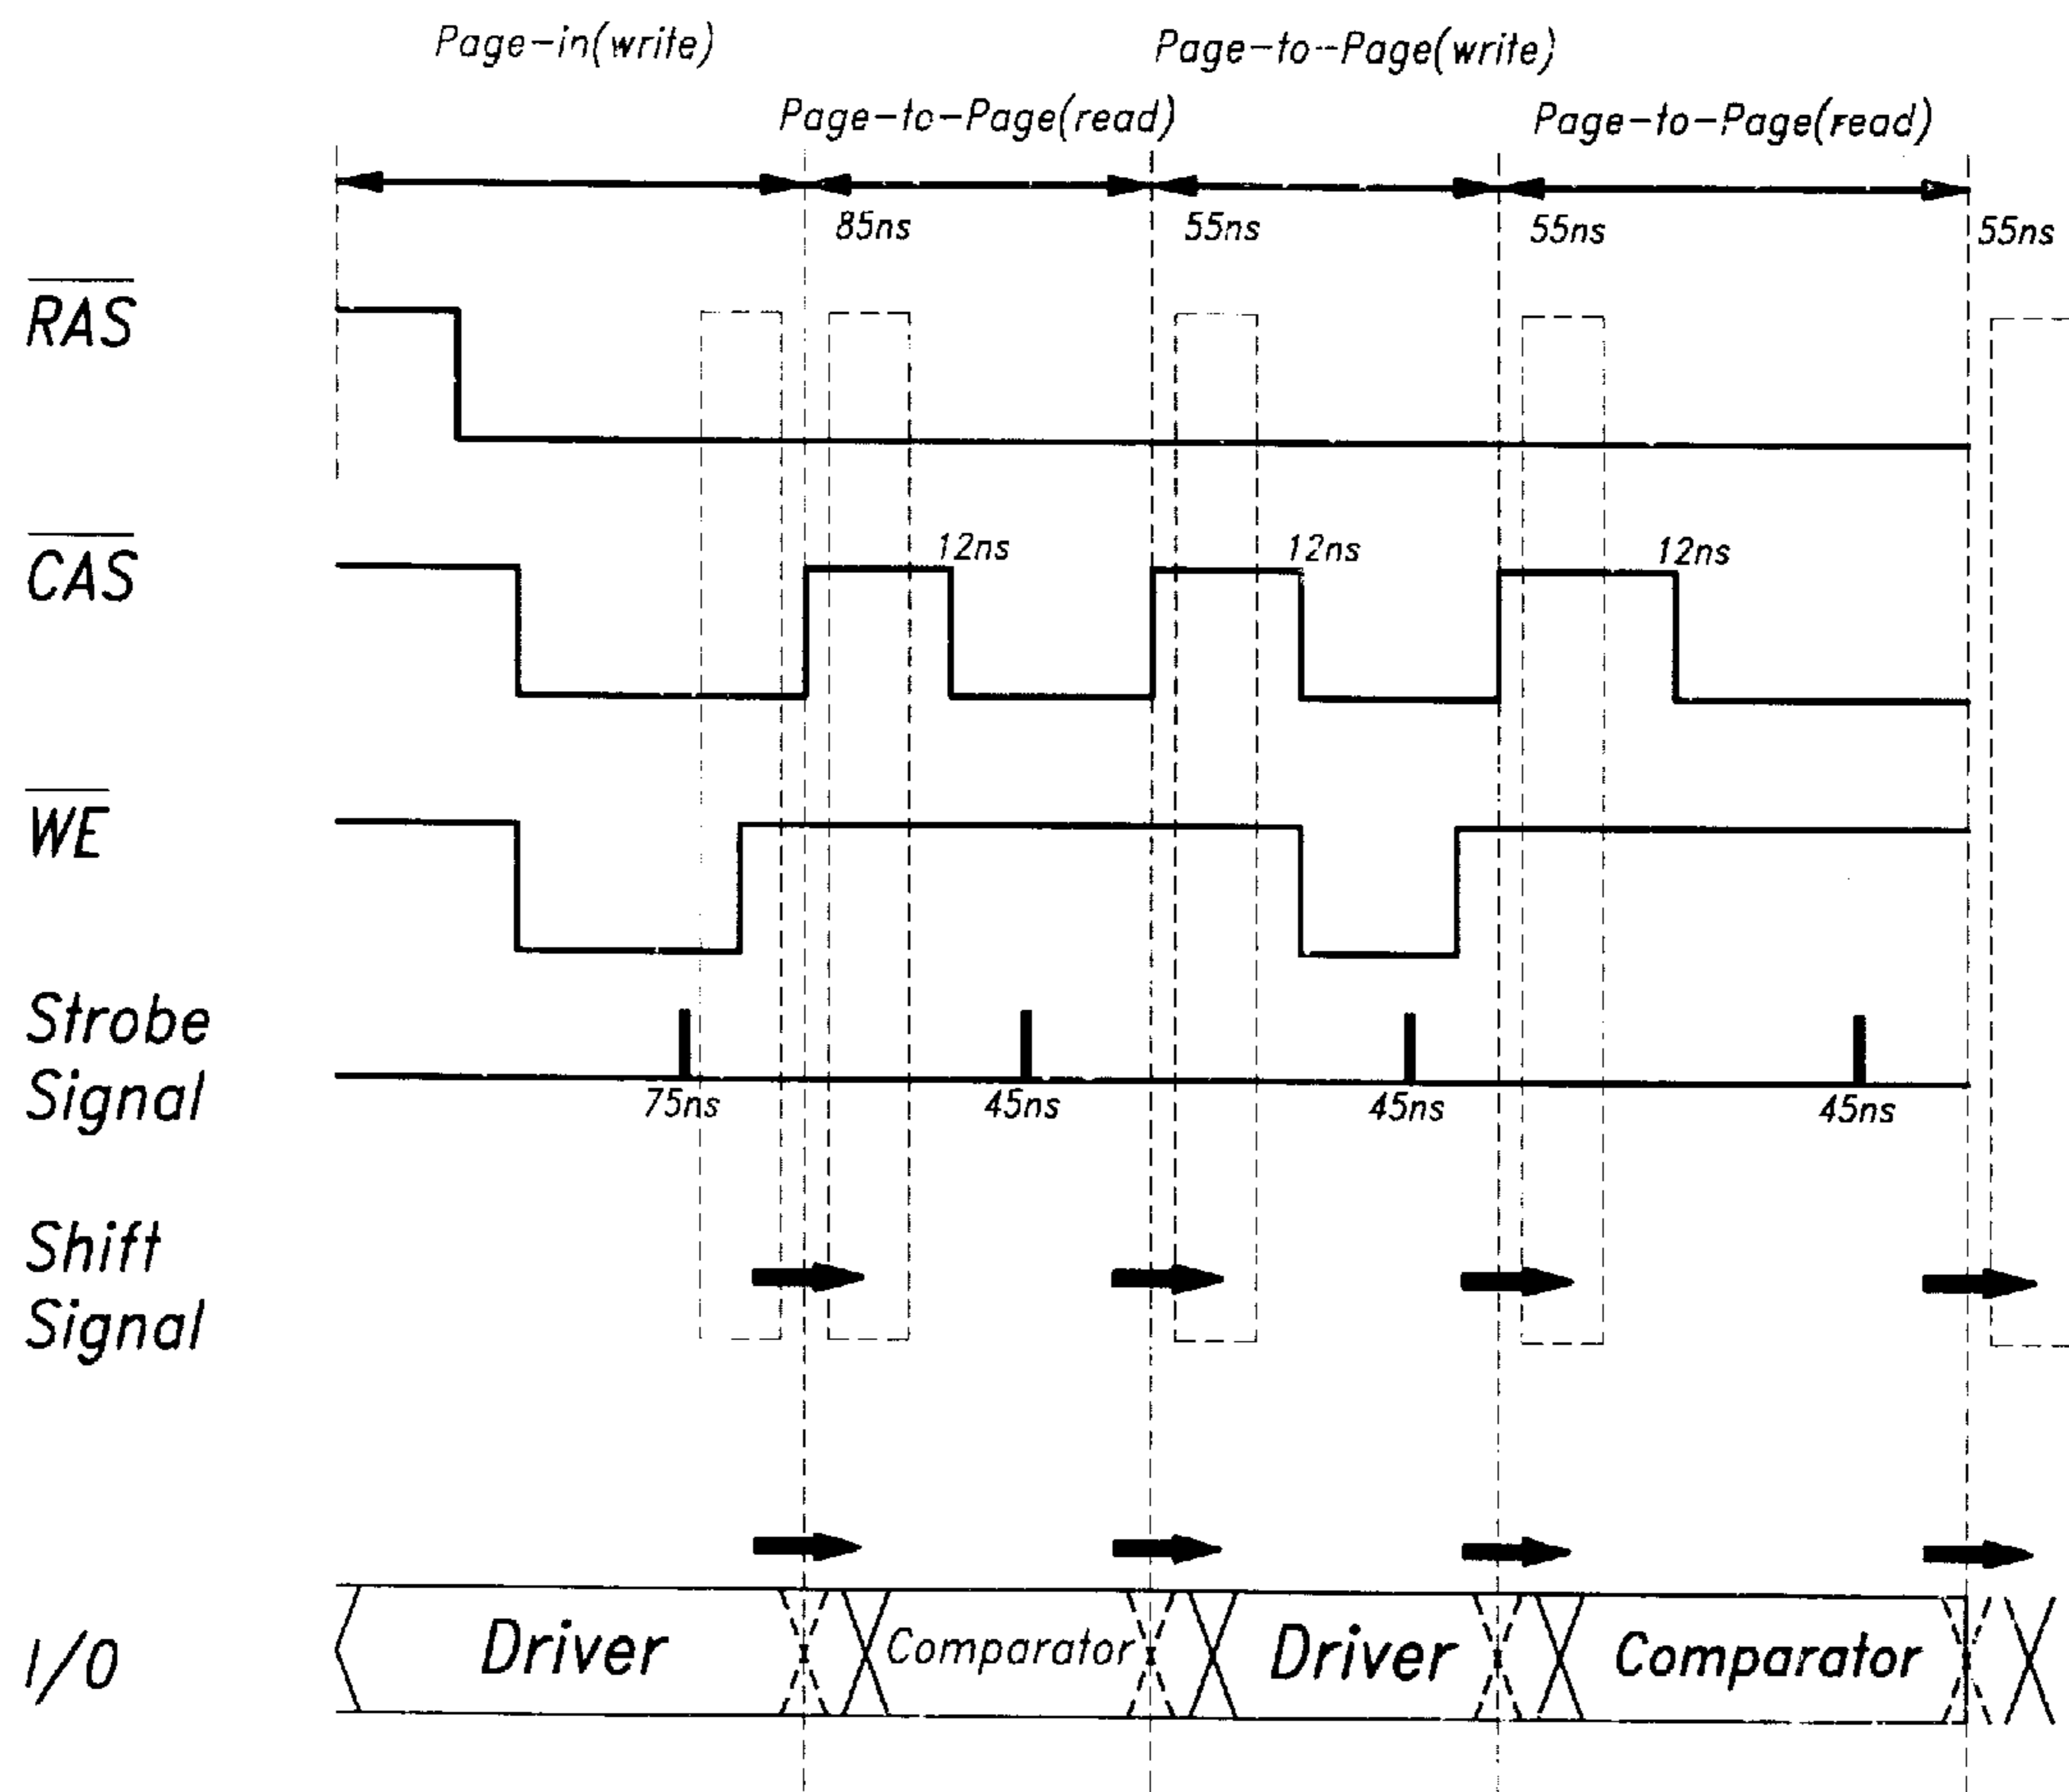 Page-in(write)
Page-to-Page(write)
Page-to-Page(read)
Page-to-Page(read)
85ns
55ns
55ns
55ns
RAS
CAS
12ns
12ns
12ns
WE
Strobe
Signal
75ns
45ns
45ns
45ns
Shift
Signal
I/O
Driver
Comparator
Driver
Comparator